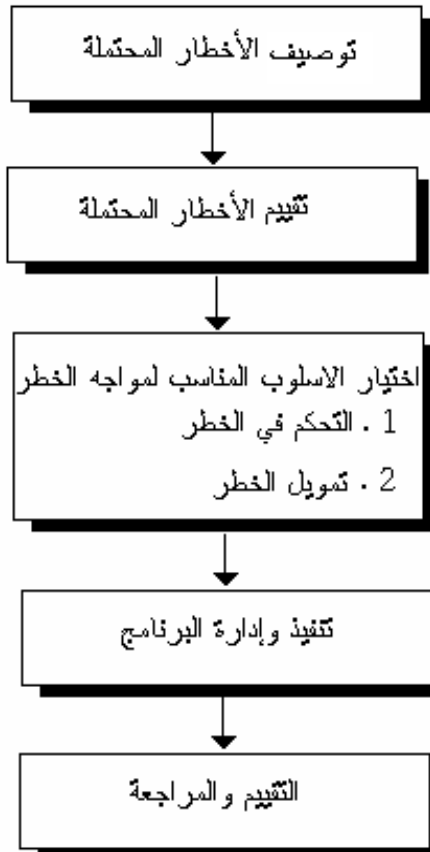 توصيف الأخطار المحتملة
تقييم الأخطار المحتملة
اختيار الاسلوب المناسب لمواجه الخطر
1 . التحكم في الخطر
2 . تمويل الخطر
تنفيذ وإدارة البرنامج
التقييم والمراجعة